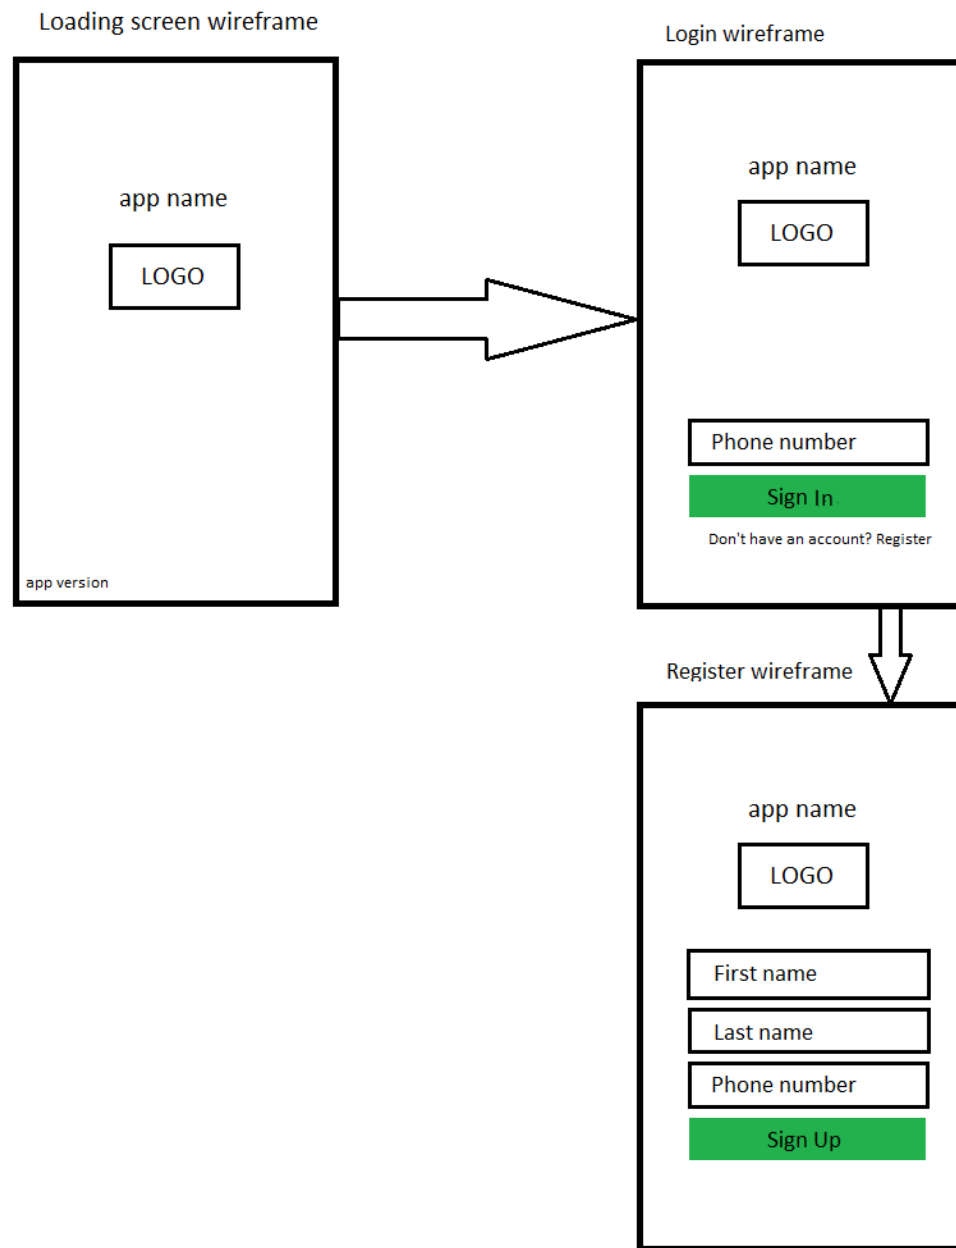 Loading screen wireframe
app name
LOGO
app version
Login wireframe
app name
LOGO
Phone number
Sign In
Don't have an account? Register
Register wireframe
app name
LOGO
First name
Last name
Phone number
Sign Up